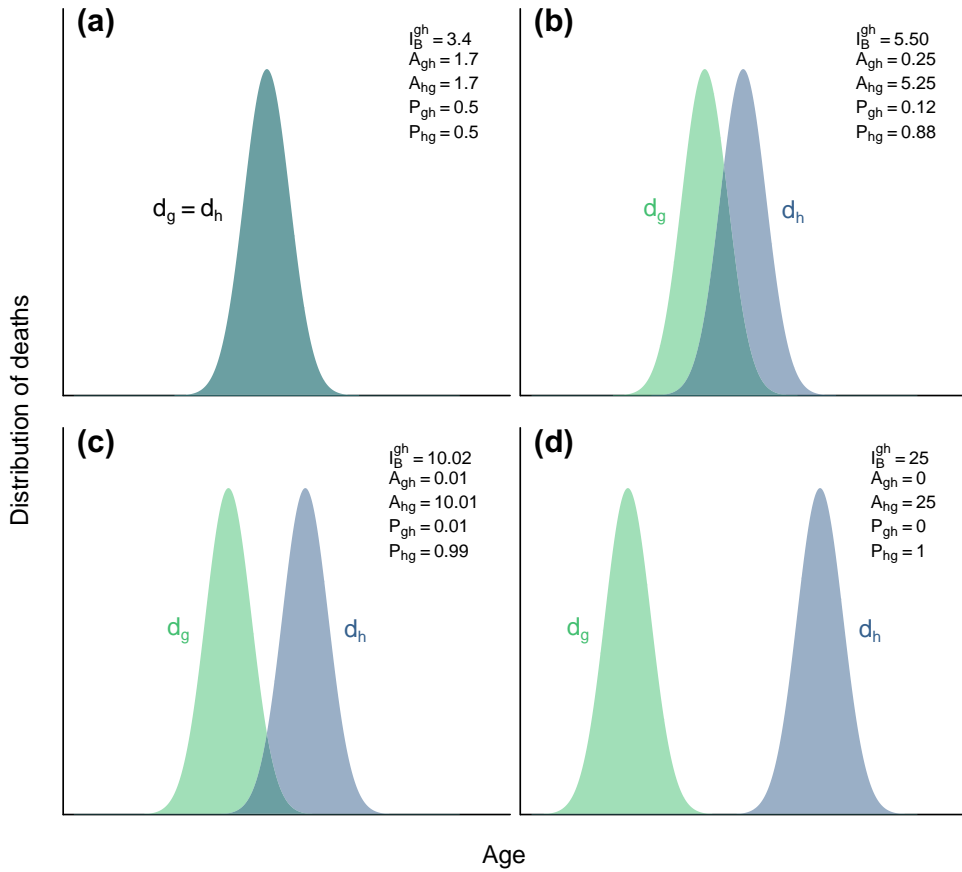 (a)
I_B^gh = 3.4
A_gh = 1.7
A_hg = 1.7
P_gh = 0.5
P_hg = 0.5
d_g = d_h
(b)
I_B^gh = 5.50
A_gh = 0.25
A_hg = 5.25
P_gh = 0.12
P_hg = 0.88
d_g
d_h
Distribution of deaths
(c)
I_B^gh = 10.02
A_gh = 0.01
A_hg = 10.01
P_gh = 0.01
P_hg = 0.99
d_g
d_h
(d)
I_B^gh = 25
A_gh = 0
A_hg = 25
P_gh = 0
P_hg = 1
d_g
d_h
Age